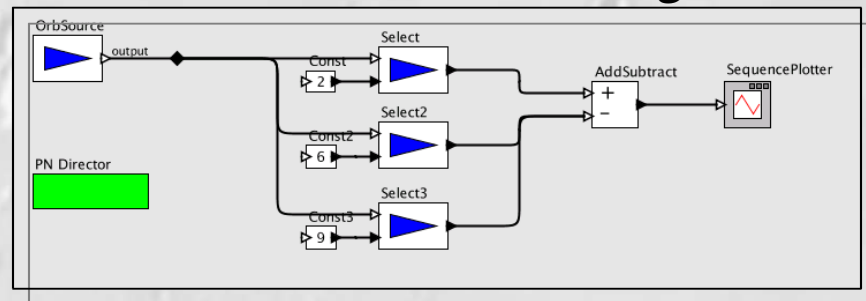 OrbSource
output
Const
2
Select
Const2
6
Select2
Const3
9
Select3
AddSubtract
+
−
SequencePlotter
PN Director